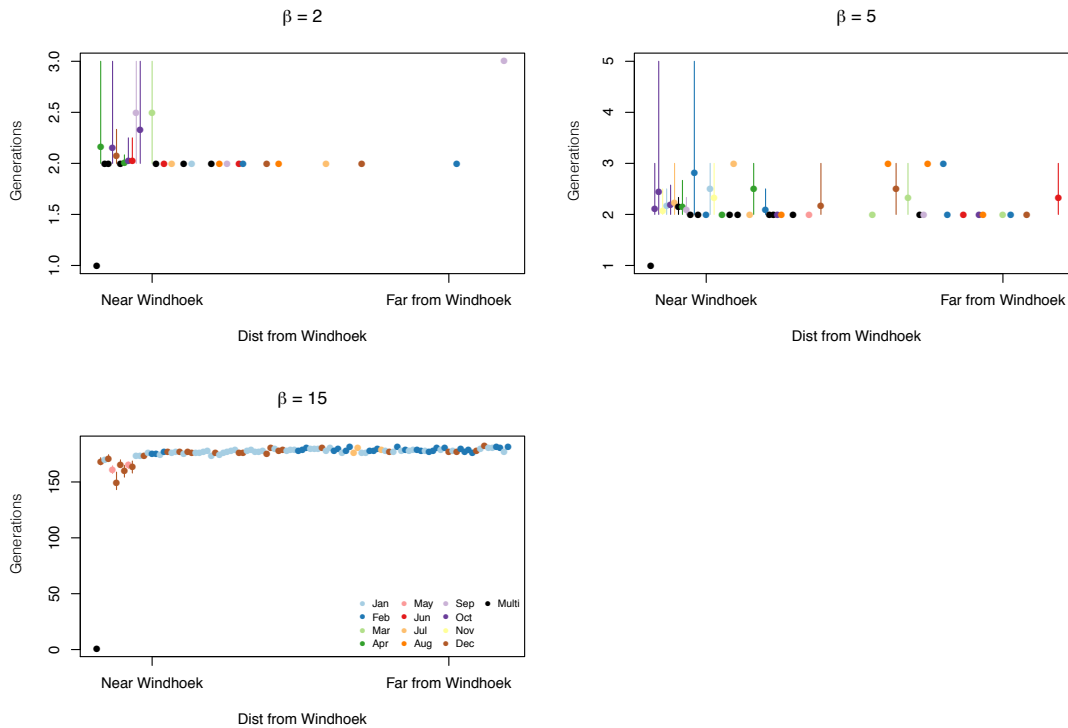 β = 2
Generations
3.0
2.5
2.0
1.5
1.0
Near Windhoek
Far from Windhoek
Dist from Windhoek
β = 5
Generations
5
4
3
2
1
Near Windhoek
Far from Windhoek
Dist from Windhoek
β = 15
Generations
150
100
50
0
Jan May Sep Multi
Feb Jun Oct
Mar Jul Nov
Apr Aug Dec
Near Windhoek
Far from Windhoek
Dist from Windhoek